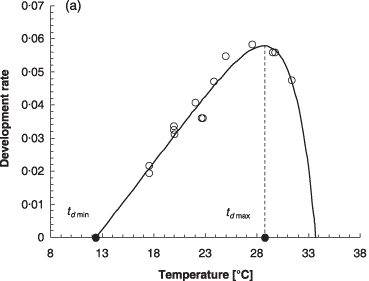 (a)
0·07
0·06
0·05
0·04
0·03
0·02
0·01
0
Development rate
td min
td max
8 13 18 23 28 33 38
Temperature [°C]